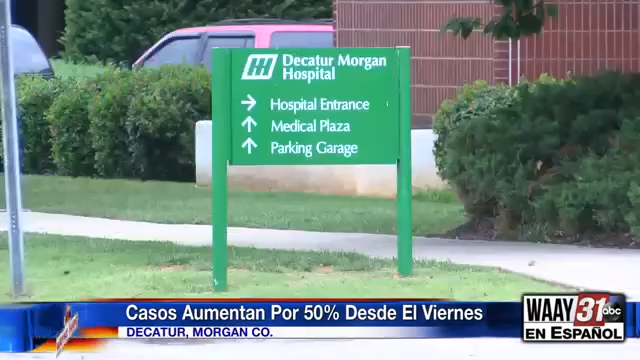 Decatur Morgan
Hospital
→ Hospital Entrance
↑ Medical Plaza
↑ Parking Garage
Casos Aumentan Por 50% Desde El Viernes
DECATUR, MORGAN CO.
WAAY 31 abc
EN ESPAÑOL